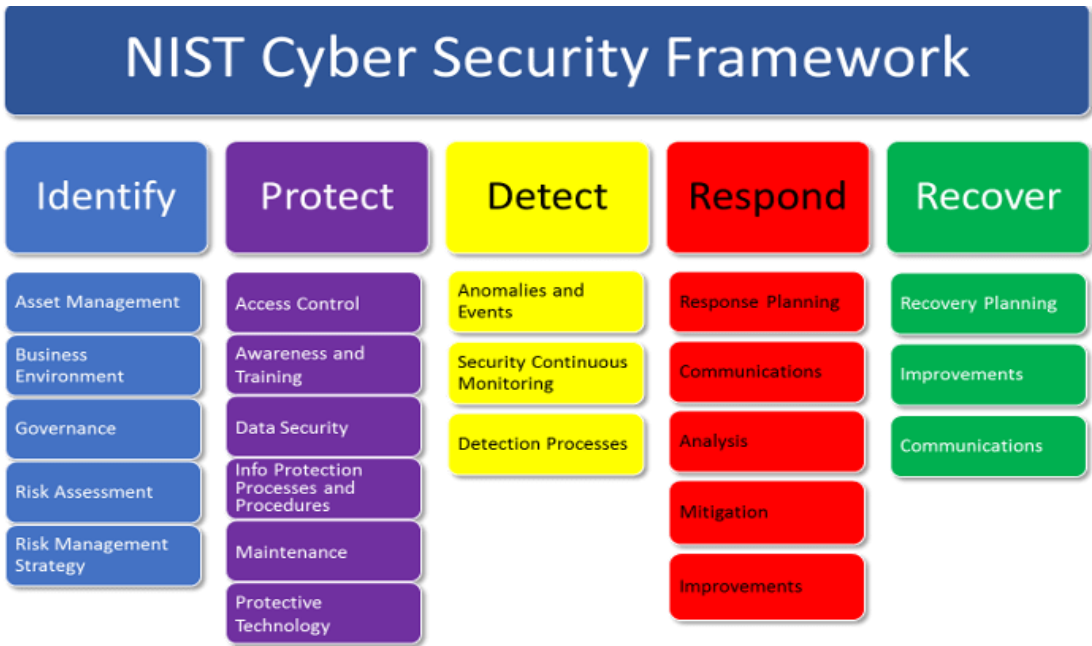 NIST Cyber Security Framework
Identify
Protect
Detect
Respond
Recover
Asset Management
Business
Environment
Governance
Risk Assessment
Risk Management
Strategy
Access Control
Awareness and
Training
Data Security
Info Protection
Processes and
Procedures
Maintenance
Protective
Technology
Anomalies and
Events
Security Continuous
Monitoring
Detection Processes
Response Planning
Communications
Analysis
Mitigation
Improvements
Recovery Planning
Improvements
Communications